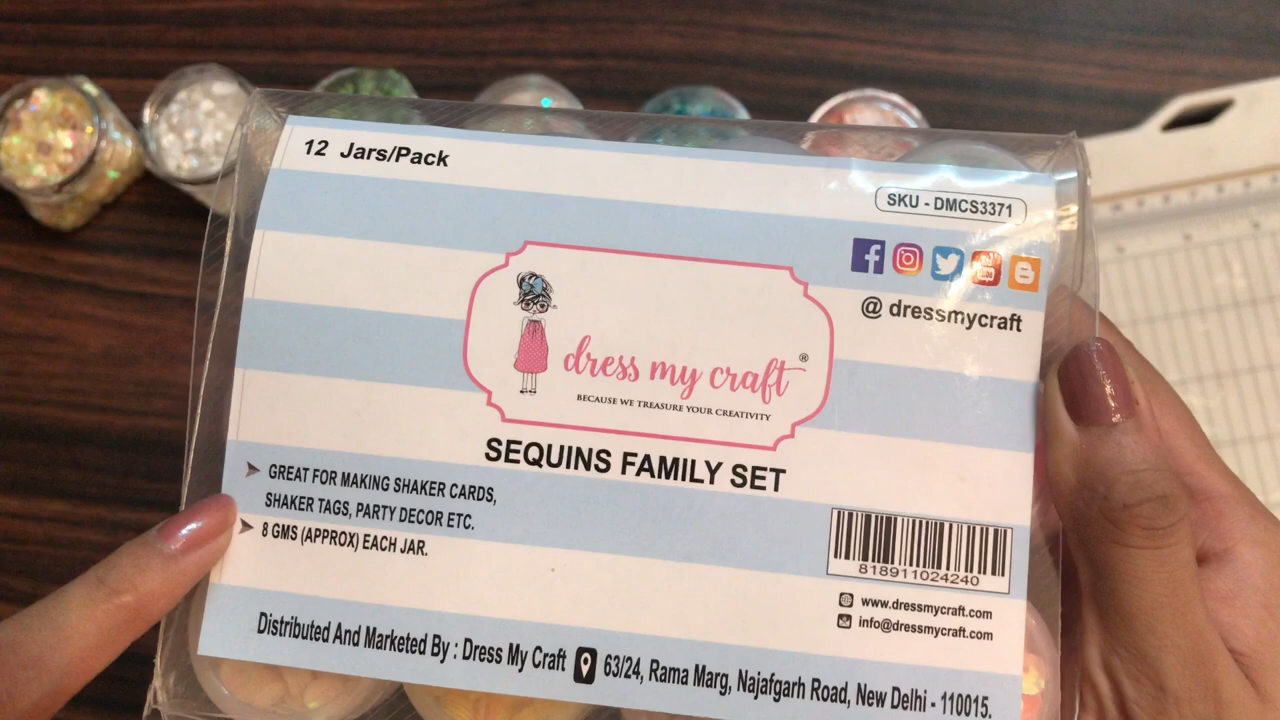 12 Jars/Pack
SKU - DMCS3371
@ dressmycraft
dress my craft ®
BECAUSE WE TREASURE YOUR CREATIVITY
SEQUINS FAMILY SET
GREAT FOR MAKING SHAKER CARDS,
SHAKER TAGS, PARTY DECOR ETC.
8 GMS (APPROX) EACH JAR.
818911024240
www.dressmycraft.com
info@dressmycraft.com
Distributed And Marketed By : Dress My Craft 63/24, Rama Marg, Najafgarh Road, New Delhi - 110015.